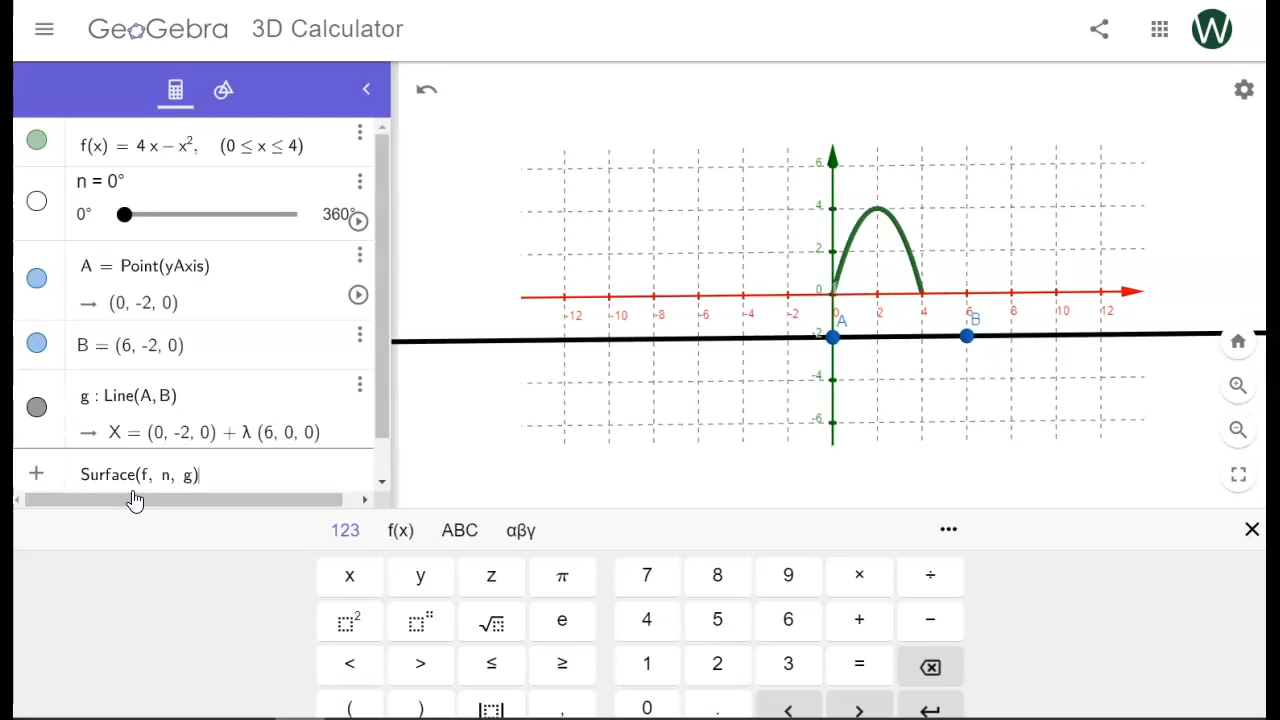 GeoGebra 3D Calculator
W
f(x) = 4 x − x², (0 ≤ x ≤ 4)
n = 0°
0° 360°
A = Point(yAxis)
→ (0, -2, 0)
B = (6, -2, 0)
g : Line(A, B)
→ X = (0, -2, 0) + λ (6, 0, 0)
+ Surface(f, n, g)
6
4
2
0
-12 -10 -8 -6 -4 -2 0 2 4 6 8 10 12
A B
-2
-4
-6
123 f(x) ABC αβγ
x y z π 7 8 9 × ÷
e 4 5 6 + −
< > ≤ ≥ 1 2 3 =
( ) , 0 . < >